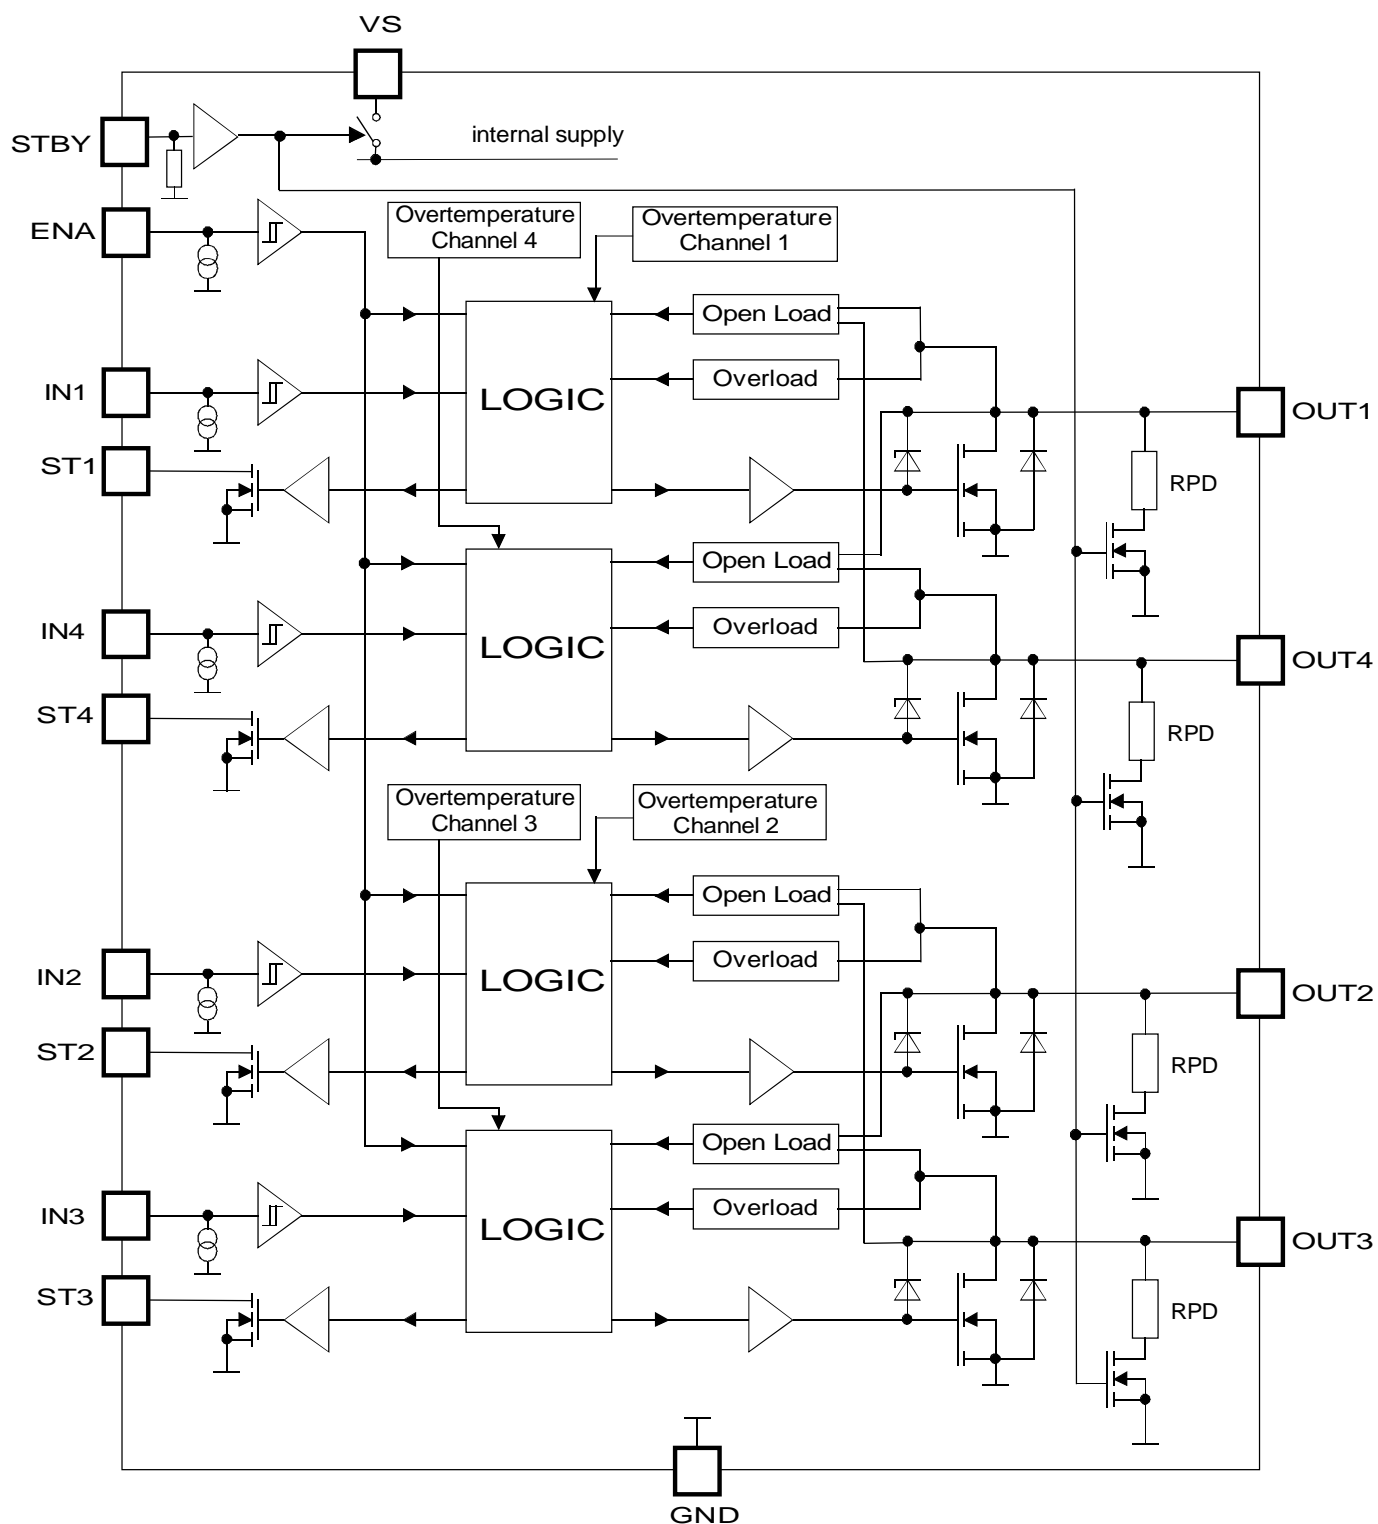 VS
STBY
internal supply
ENA
Overtemperature
Channel 4
Overtemperature
Channel 1
Open Load
IN1
LOGIC
Overload
OUT1
ST1
RPD
Open Load
IN4
LOGIC
Overload
OUT4
ST4
RPD
Overtemperature
Channel 3
Overtemperature
Channel 2
Open Load
IN2
LOGIC
Overload
OUT2
ST2
RPD
Open Load
IN3
LOGIC
Overload
OUT3
ST3
RPD
GND